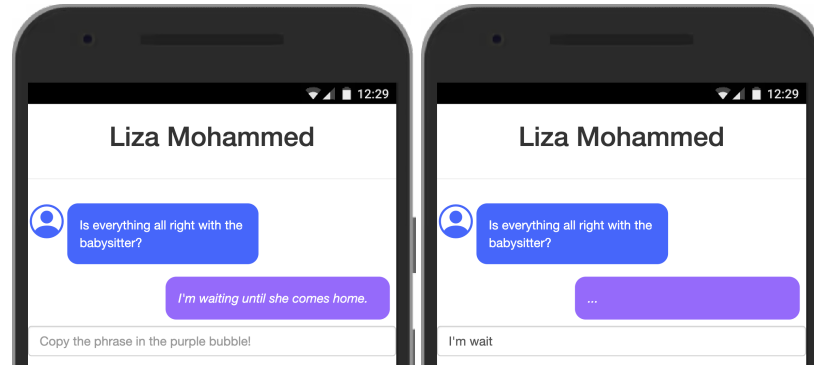 12:29
Liza Mohammed
Is everything all right with the
babysitter?
I'm waiting until she comes home.
Copy the phrase in the purple bubble!
12:29
Liza Mohammed
Is everything all right with the
babysitter?
...
I'm wait